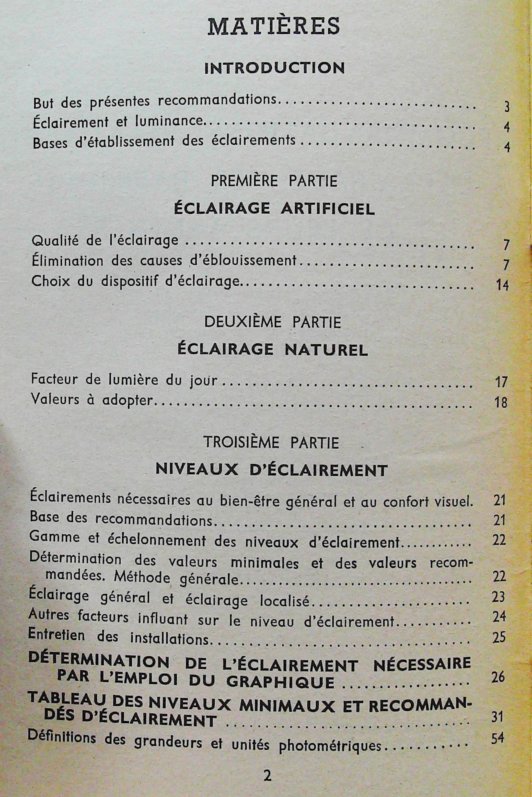 MATIÈRES
INTRODUCTION
But des présentes recommandations........................... 3
Éclairement et luminance.................................... 4
Bases d'établissement des éclairements........................ 4
PREMIÈRE PARTIE
ÉCLAIRAGE ARTIFICIEL
Qualité de l'éclairage ....................................... 7
Élimination des causes d'éblouissement........................ 7
Choix du dispositif d'éclairage............................... 14
DEUXIÈME PARTIE
ÉCLAIRAGE NATUREL
Facteur de lumière du jour .................................. 17
Valeurs à adopter........................................... 18
TROISIÈME PARTIE
NIVEAUX D'ÉCLAIREMENT
Éclairements nécessaires au bien-être général et au confort visuel. 21
Base des recommandations................................... 21
Gamme et échelonnement des niveaux d'éclairement........... 22
Détermination des valeurs minimales et des valeurs recom-
mandées. Méthode générale............................... 22
Éclairage général et éclairage localisé....................... 23
Autres facteurs influant sur le niveau d'éclairement........... 24
Entretien des installations................................... 25
DÉTERMINATION DE L'ÉCLAIREMENT NÉCESSAIRE
PAR L'EMPLOI DU GRAPHIQUE ................. 26
TABLEAU DES NIVEAUX MINIMAUX ET RECOMMAN-
DÉS D'ÉCLAIREMENT ................................ 31
Définitions des grandeurs et unités photométriques........... 54
2